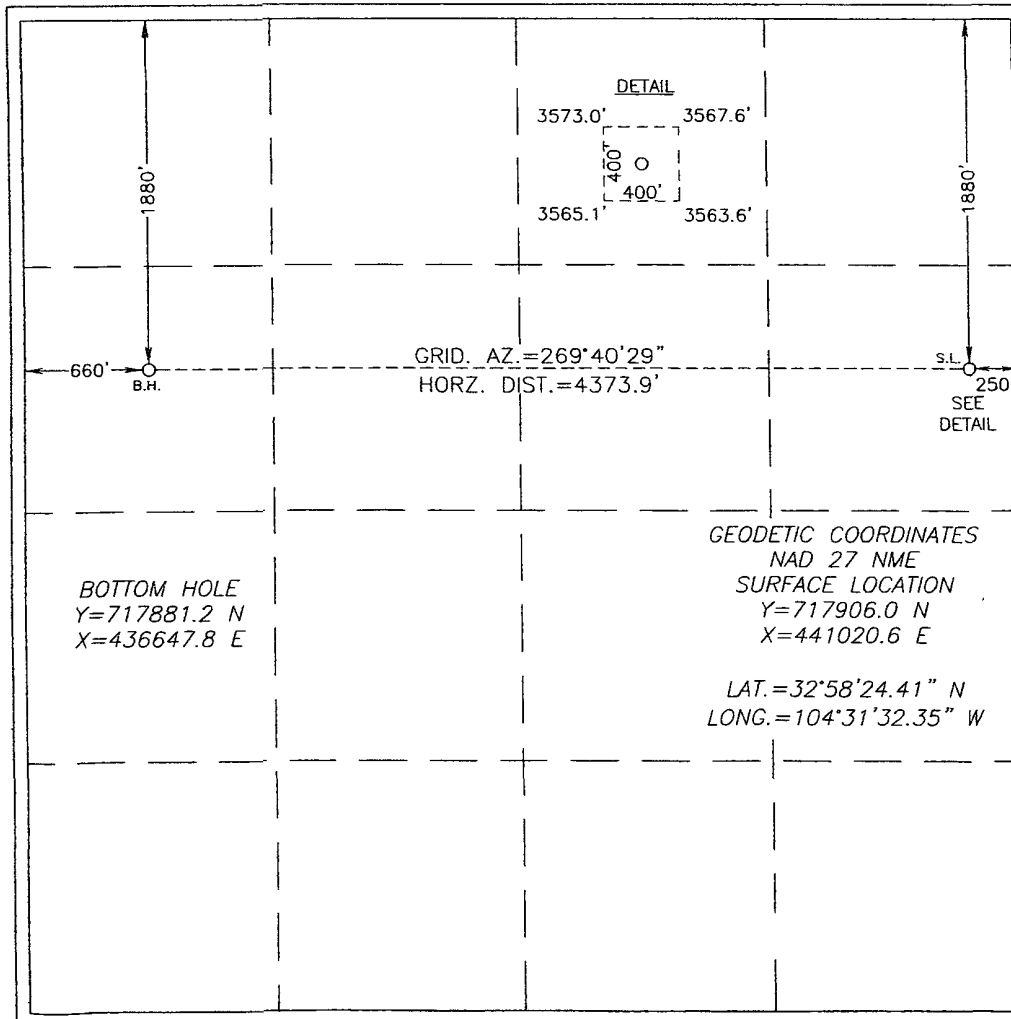 DETAIL
3573.0' 3567.6'
400'
400'
3565.1' 3563.6'
1880'
1880'
660'
B.H.
GRID. AZ.=269°40'29"
HORZ. DIST.=4373.9'
S.L.
250
SEE
DETAIL
BOTTOM HOLE
Y=717881.2 N
X=436647.8 E
GEODETIC COORDINATES
NAD 27 NME
SURFACE LOCATION
Y=717906.0 N
X=441020.6 E
LAT.=32°58'24.41" N
LONG.=104°31'32.35" W